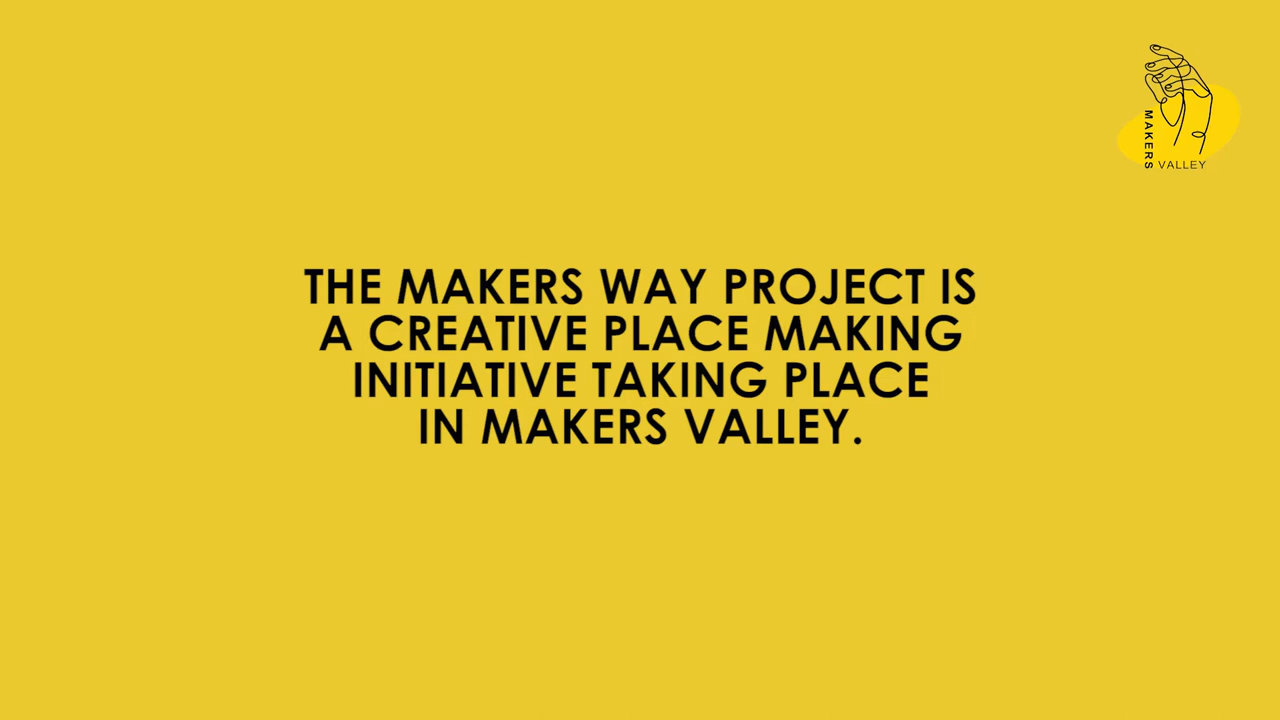 MAKERS
VALLEY
THE MAKERS WAY PROJECT IS
A CREATIVE PLACE MAKING
INITIATIVE TAKING PLACE
IN MAKERS VALLEY.